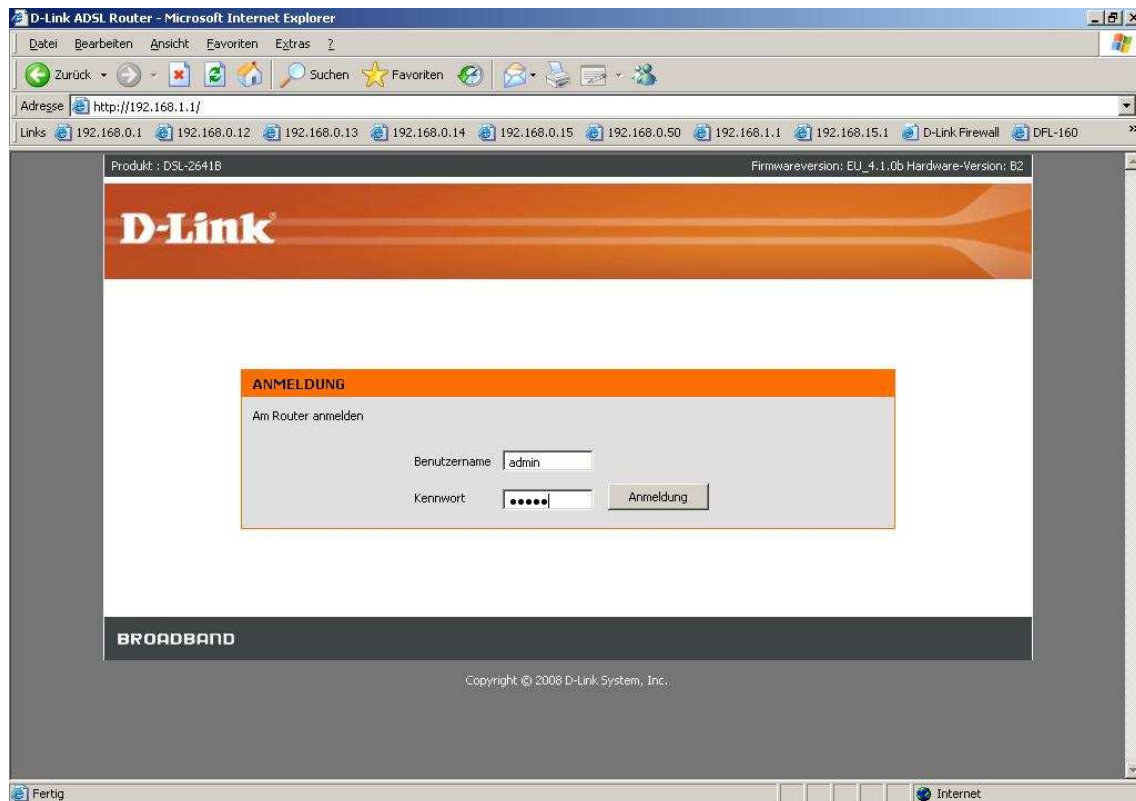 D-Link ADSL Router - Microsoft Internet Explorer
Datei Bearbeiten Ansicht Favoriten Extras ?
Zurück Suchen Favoriten
Adresse http://192.168.1.1/
Links 192.168.0.1 192.168.0.12 192.168.0.13 192.168.0.14 192.168.0.15 192.168.0.50 192.168.1.1 192.168.15.1 D-Link Firewall DFL-160 »
Produkt : DSL-2641B Firmwareversion: EU_4.1.0b Hardware-Version: B2
D-Link®
ANMELDUNG
Am Router anmelden
Benutzername admin
Kennwort ••••• Anmeldung
BROADBAND
Copyright © 2008 D-Link System, Inc.
Fertig Internet